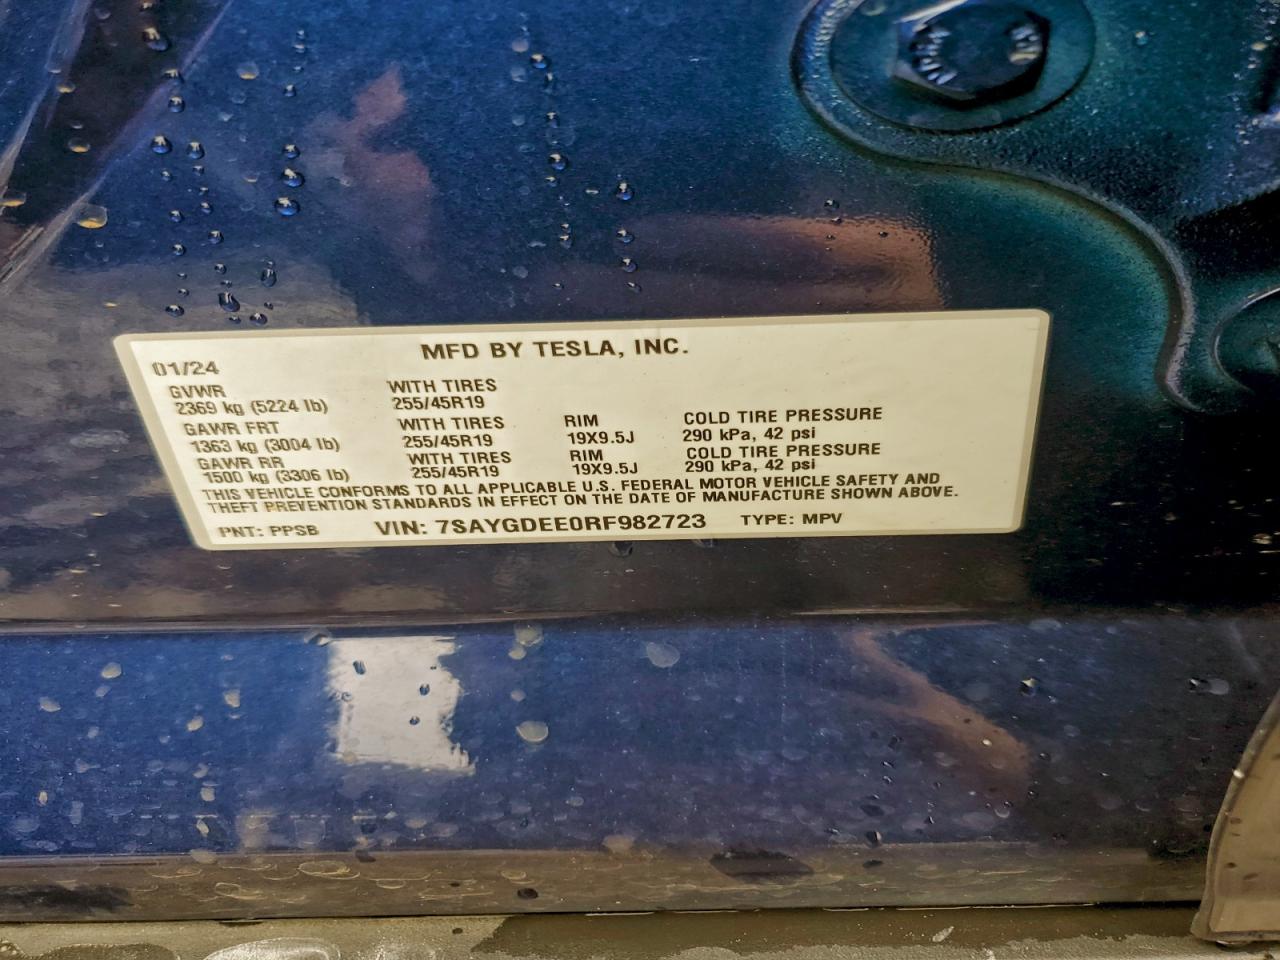 MFD BY TESLA, INC.
01/24
GVWR WITH TIRES
2369 kg (5224 lb) 255/45R19
GAWR FRT WITH TIRES RIM COLD TIRE PRESSURE
1363 kg (3004 lb) 255/45R19 19X9.5J 290 kPa, 42 psi
GAWR RR WITH TIRES RIM COLD TIRE PRESSURE
1500 kg (3306 lb) 255/45R19 19X9.5J 290 kPa, 42 psi
THIS VEHICLE CONFORMS TO ALL APPLICABLE U.S. FEDERAL MOTOR VEHICLE SAFETY AND
THEFT PREVENTION STANDARDS IN EFFECT ON THE DATE OF MANUFACTURE SHOWN ABOVE.
PNT: PPSB VIN: 7SAYGDEE0RF982723 TYPE: MPV